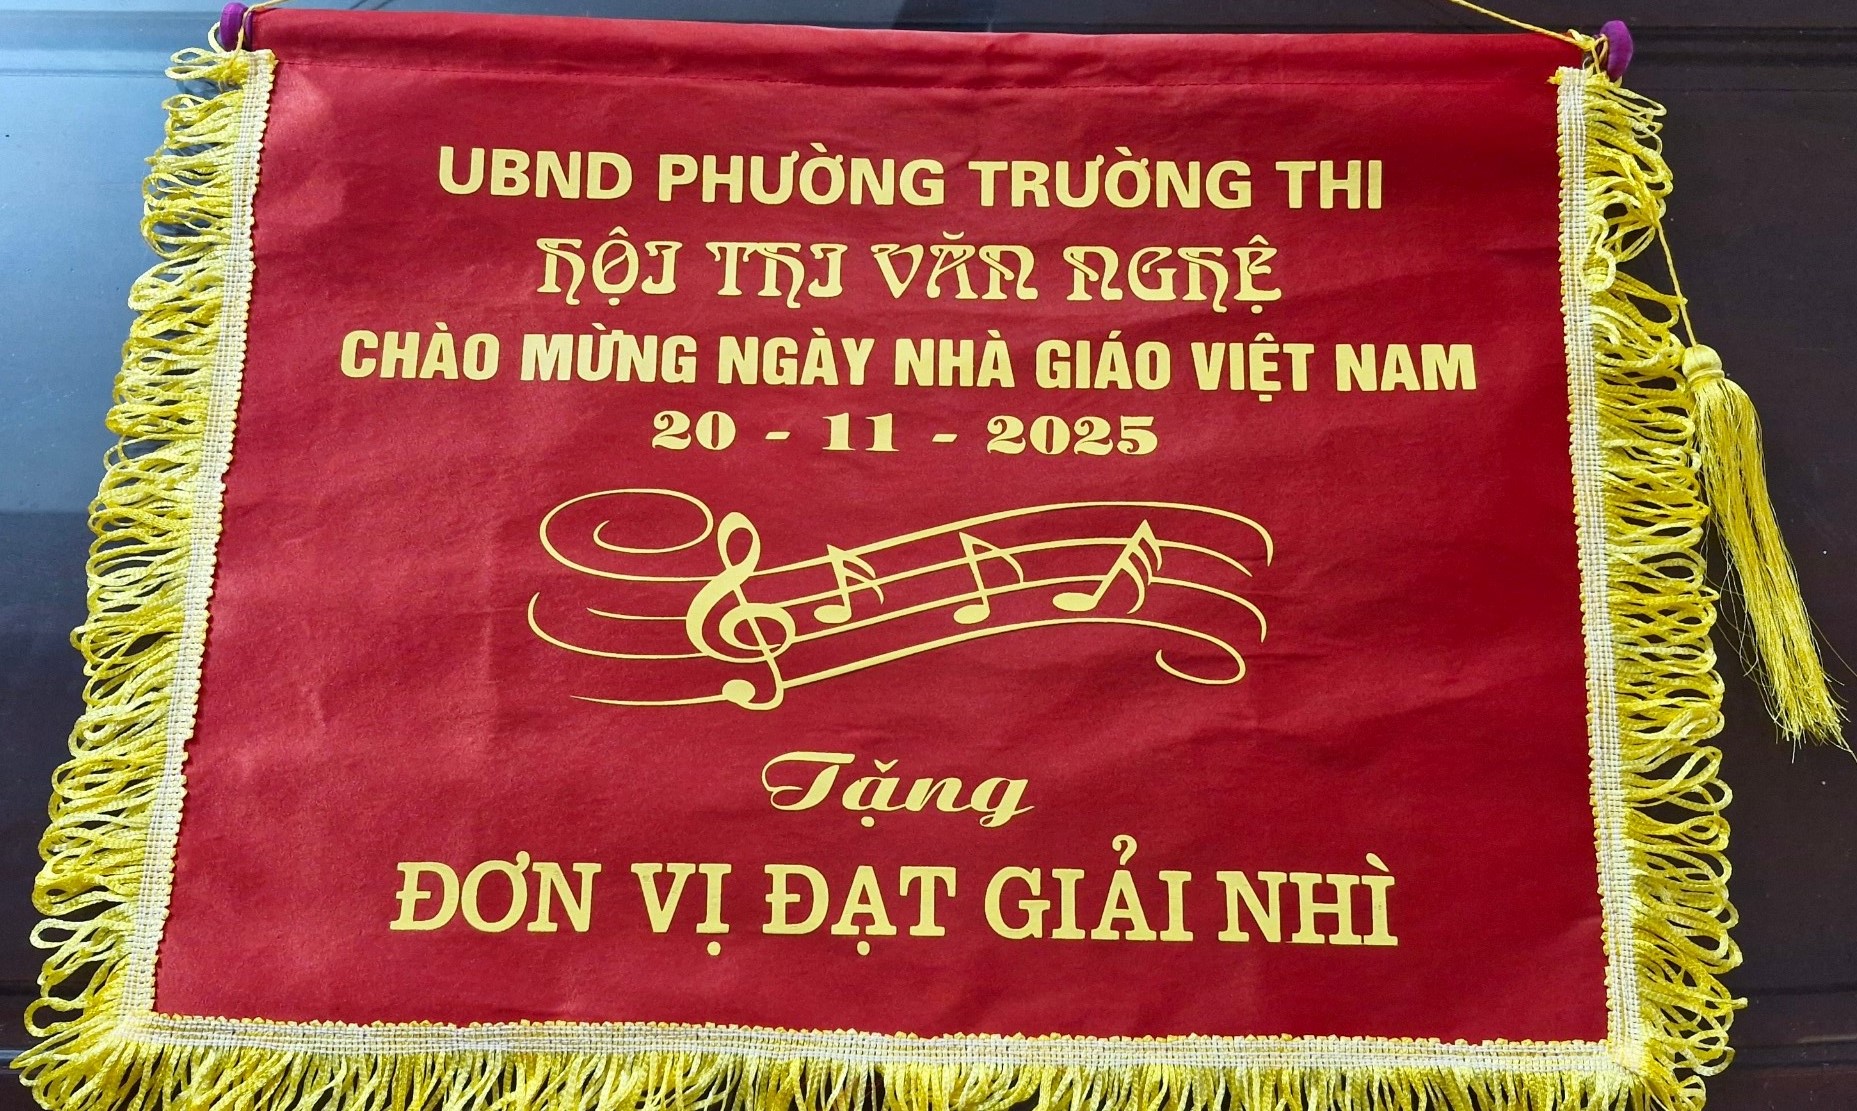 UBND PHƯỜNG TRƯỜNG THI
HỘI THI VĂN NGHỆ
CHÀO MỪNG NGÀY NHÀ GIÁO VIỆT NAM
20 - 11 - 2025
Tặng
ĐƠN VỊ ĐẠT GIẢI NHÌ